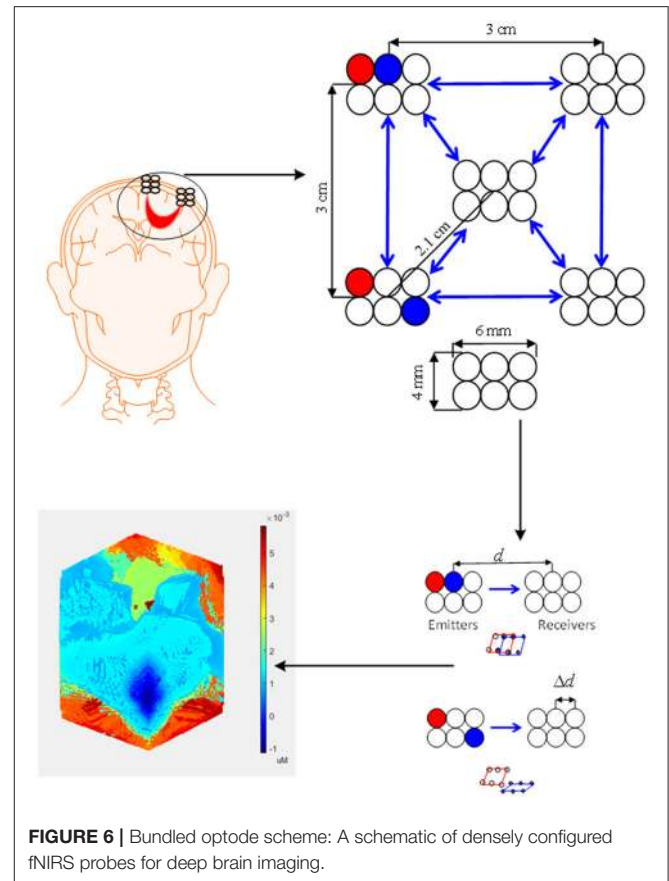 3 cm
3 cm
2.1 cm
6 mm
4 mm
×10⁻³
5
4
3
2
1
0
-1
uM
d
Emitters
Receivers
Δd
FIGURE 6 | Bundled optode scheme: A schematic of densely configured
fNIRS probes for deep brain imaging.